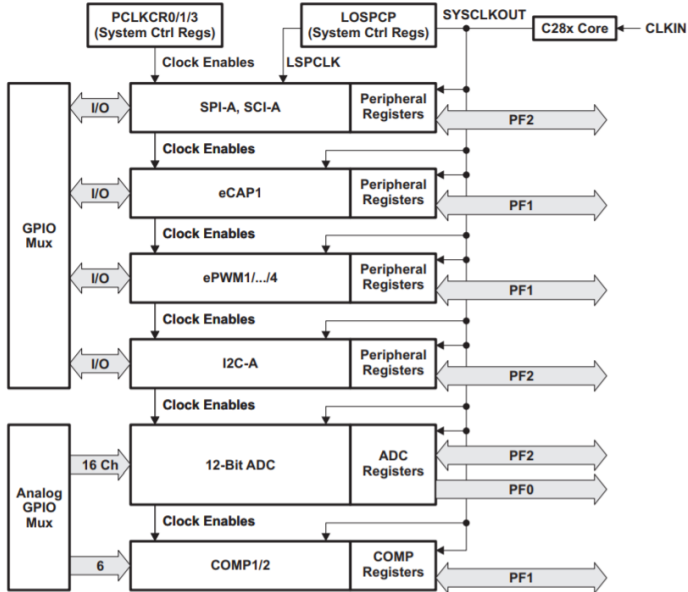 PCLKCR0/1/3
(System Ctrl Regs)
LOSPCP
(System Ctrl Regs)
SYSCLKOUT
C28x Core
CLKIN
Clock Enables
LSPCLK
I/O
SPI-A, SCI-A
Peripheral
Registers
PF2
Clock Enables
I/O
eCAP1
Peripheral
Registers
PF1
GPIO
Mux
Clock Enables
I/O
ePWM1/.../4
Peripheral
Registers
PF1
Clock Enables
I/O
I2C-A
Peripheral
Registers
PF2
Clock Enables
16 Ch
12-Bit ADC
ADC
Registers
PF2
PF0
Analog
GPIO
Mux
Clock Enables
6
COMP1/2
COMP
Registers
PF1